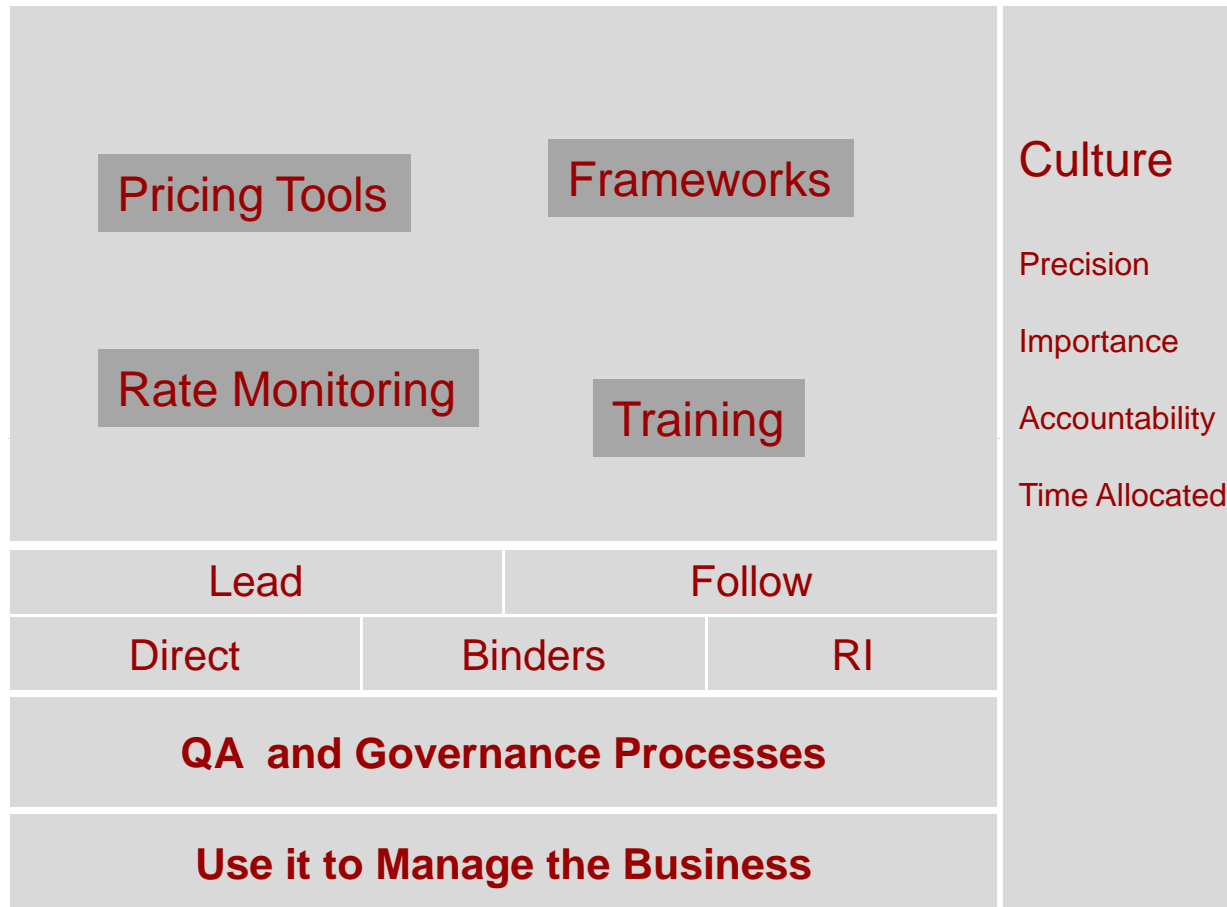 Pricing Tools
Frameworks
Rate Monitoring
Training
Lead
Follow
Direct
Binders
RI
QA  and Governance Processes
Use it to Manage the Business
Culture
Precision
Importance
Accountability
Time Allocated